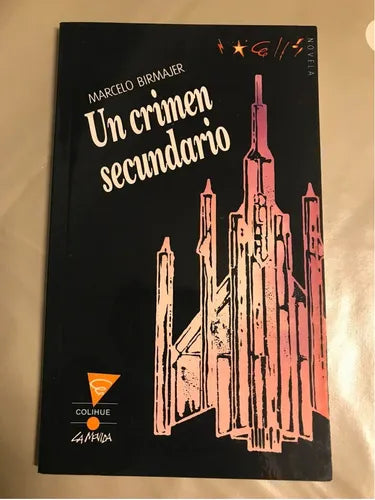 NOVELA
MARCELO BIRMAJER
Un crimen
secundario
COLIHUE
LA MOVIDA